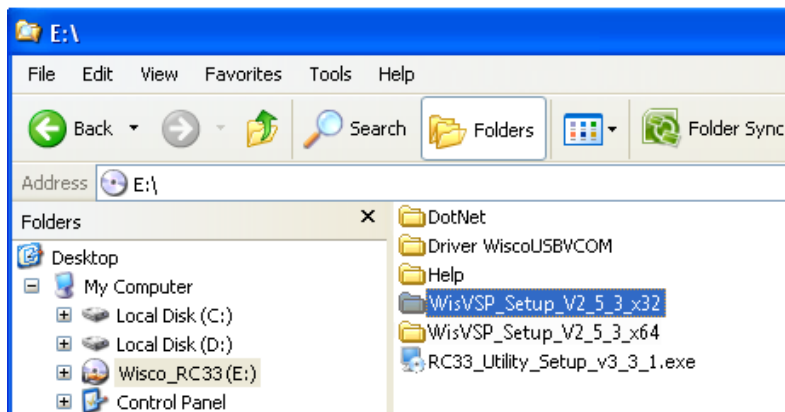 E:\
File Edit View Favorites Tools Help
Back Search Folders Folder Sync
Address E:\
Folders X
Desktop
My Computer
Local Disk (C:)
Local Disk (D:)
Wisco_RC33 (E:)
Control Panel
DotNet
Driver WiscoUSBVCOM
Help
WisVSP_Setup_V2_5_3_x32
WisVSP_Setup_V2_5_3_x64
RC33_Utility_Setup_v3_3_1.exe